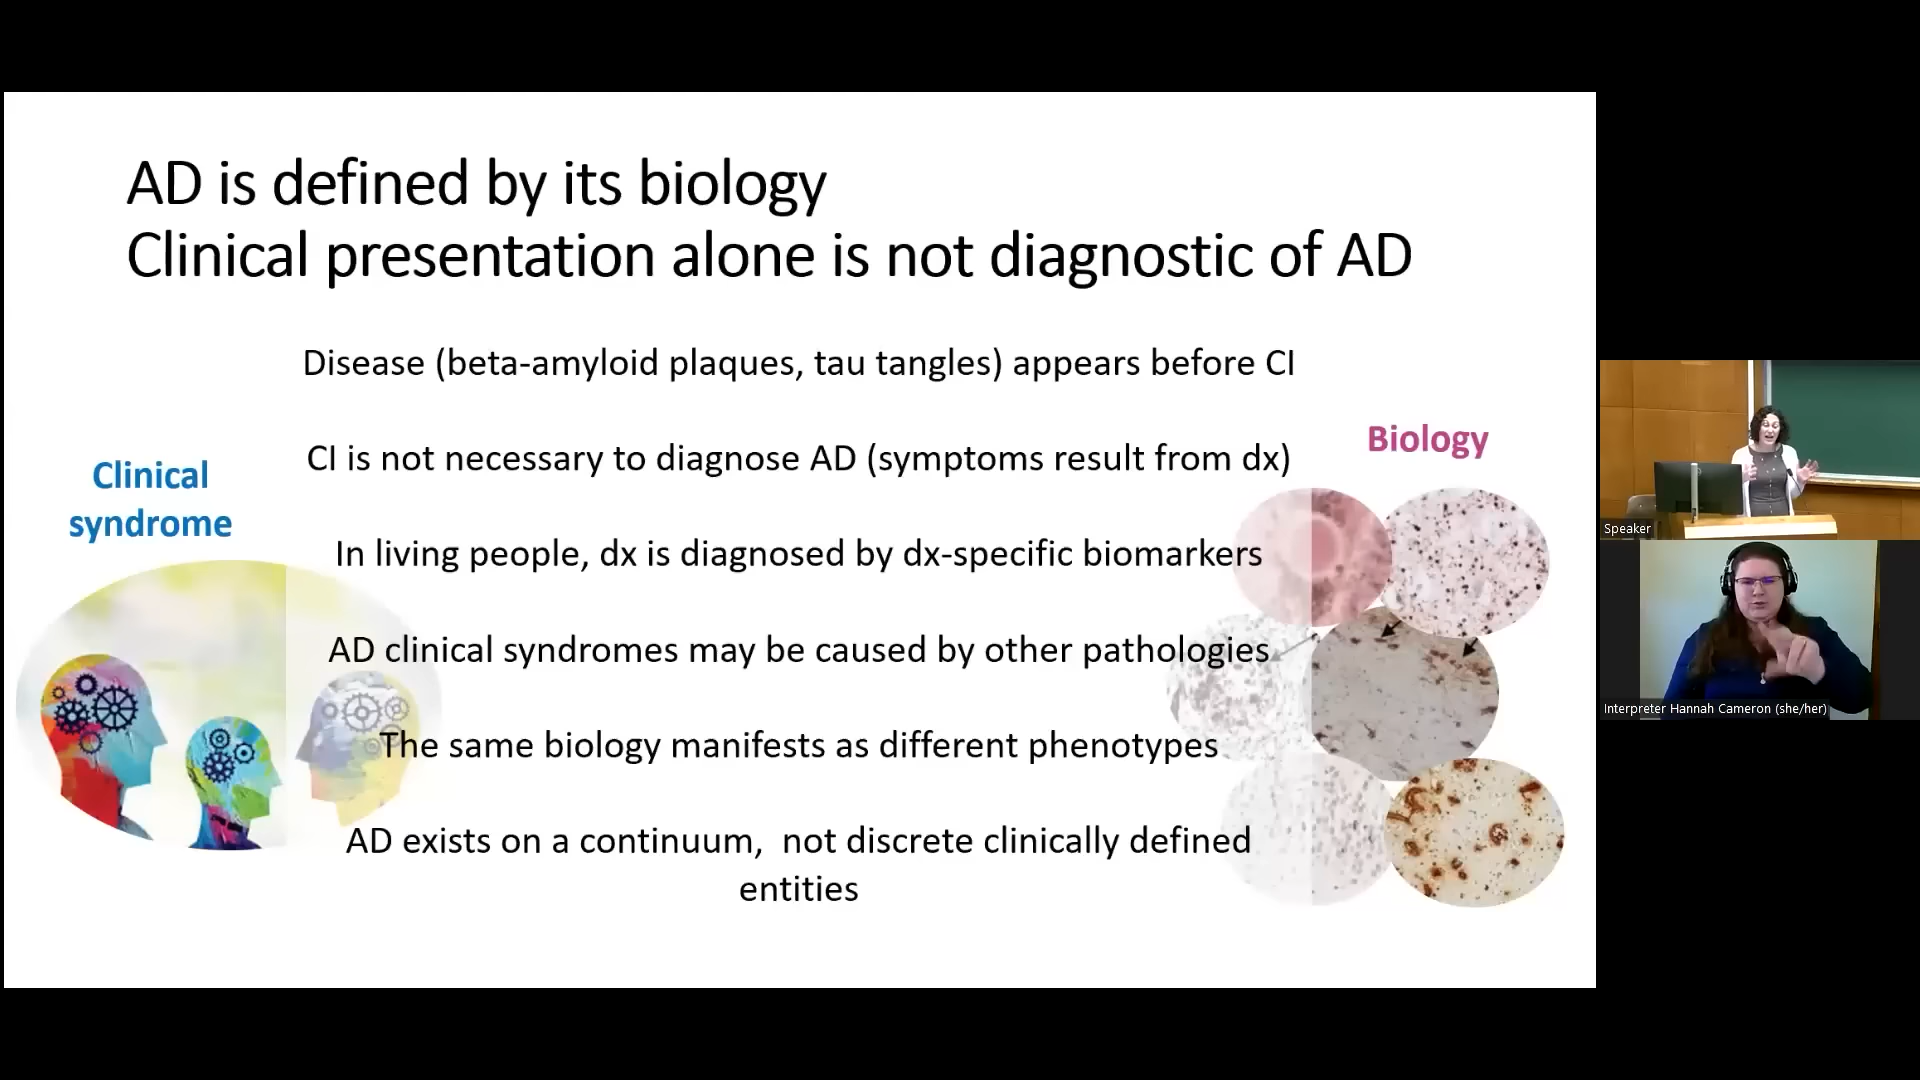 AD is defined by its biology
Clinical presentation alone is not diagnostic of AD
Disease (beta-amyloid plaques, tau tangles) appears before CI
CI is not necessary to diagnose AD (symptoms result from dx)
In living people, dx is diagnosed by dx-specific biomarkers
AD clinical syndromes may be caused by other pathologies
The same biology manifests as different phenotypes
AD exists on a continuum,  not discrete clinically defined
entities
Clinical
syndrome
Biology
Speaker
Interpreter Hannah Cameron (she/her)